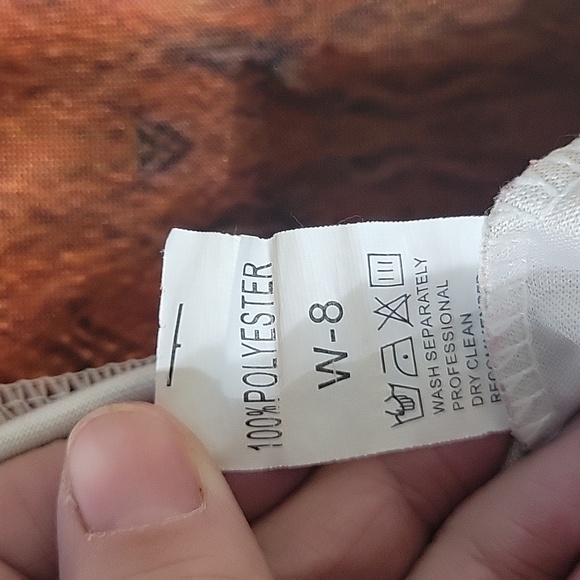 100%POLYESTER
W-8
WASH SEPARATELY
PROFESSIONAL
DRY CLEAN